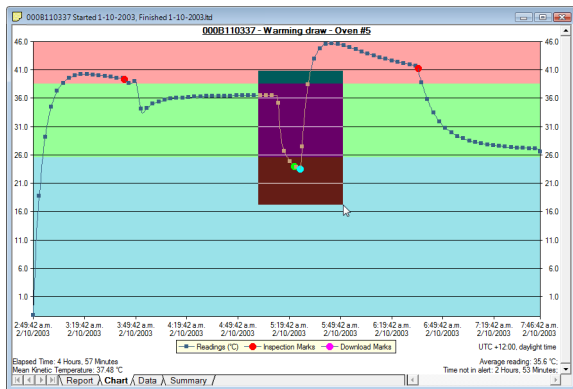 000B110337 Started 1-10-2003, Finished 1-10-2003.ltd
000B110337 - Warming draw - Oven #5
46.0 46.0
41.0 41.0
36.0 36.0
31.0 31.0
26.0 26.0
21.0 21.0
16.0 16.0
11.0 11.0
6.0 6.0
1.0 1.0
2:49:42 a.m. 3:19:42 a.m. 3:49:42 a.m. 4:19:42 a.m. 4:49:42 a.m. 5:19:42 a.m. 5:49:42 a.m. 6:19:42 a.m. 6:49:42 a.m. 7:19:42 a.m. 7:46:42 a.m.
2/10/2003 2/10/2003 2/10/2003 2/10/2003 2/10/2003 2/10/2003 2/10/2003 2/10/2003 2/10/2003 2/10/2003 2/10/2003
Readings (°C) Inspection Marks Download Marks UTC +12:00, daylight time
Elapsed Time: 4 Hours, 57 Minutes Average reading: 35.6 °C;
Mean Kinetic Temperature: 37.48 °C Time not in alert: 2 Hours, 53 Minutes;
Report Chart Data Summary